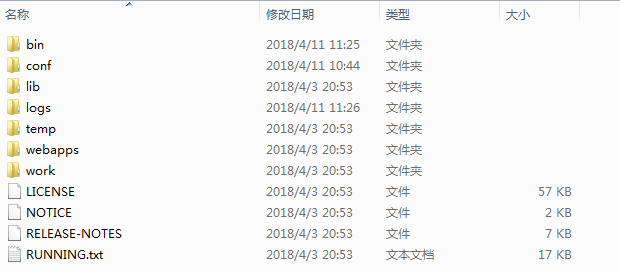 名称 修改日期 类型 大小
bin 2018/4/11 11:25 文件夹
conf 2018/4/11 10:44 文件夹
lib 2018/4/3 20:53 文件夹
logs 2018/4/11 11:26 文件夹
temp 2018/4/3 20:53 文件夹
webapps 2018/4/3 20:53 文件夹
work 2018/4/3 20:53 文件夹
LICENSE 2018/4/3 20:53 文件 57 KB
NOTICE 2018/4/3 20:53 文件 2 KB
RELEASE-NOTES 2018/4/3 20:53 文件 7 KB
RUNNING.txt 2018/4/3 20:53 文本文档 17 KB